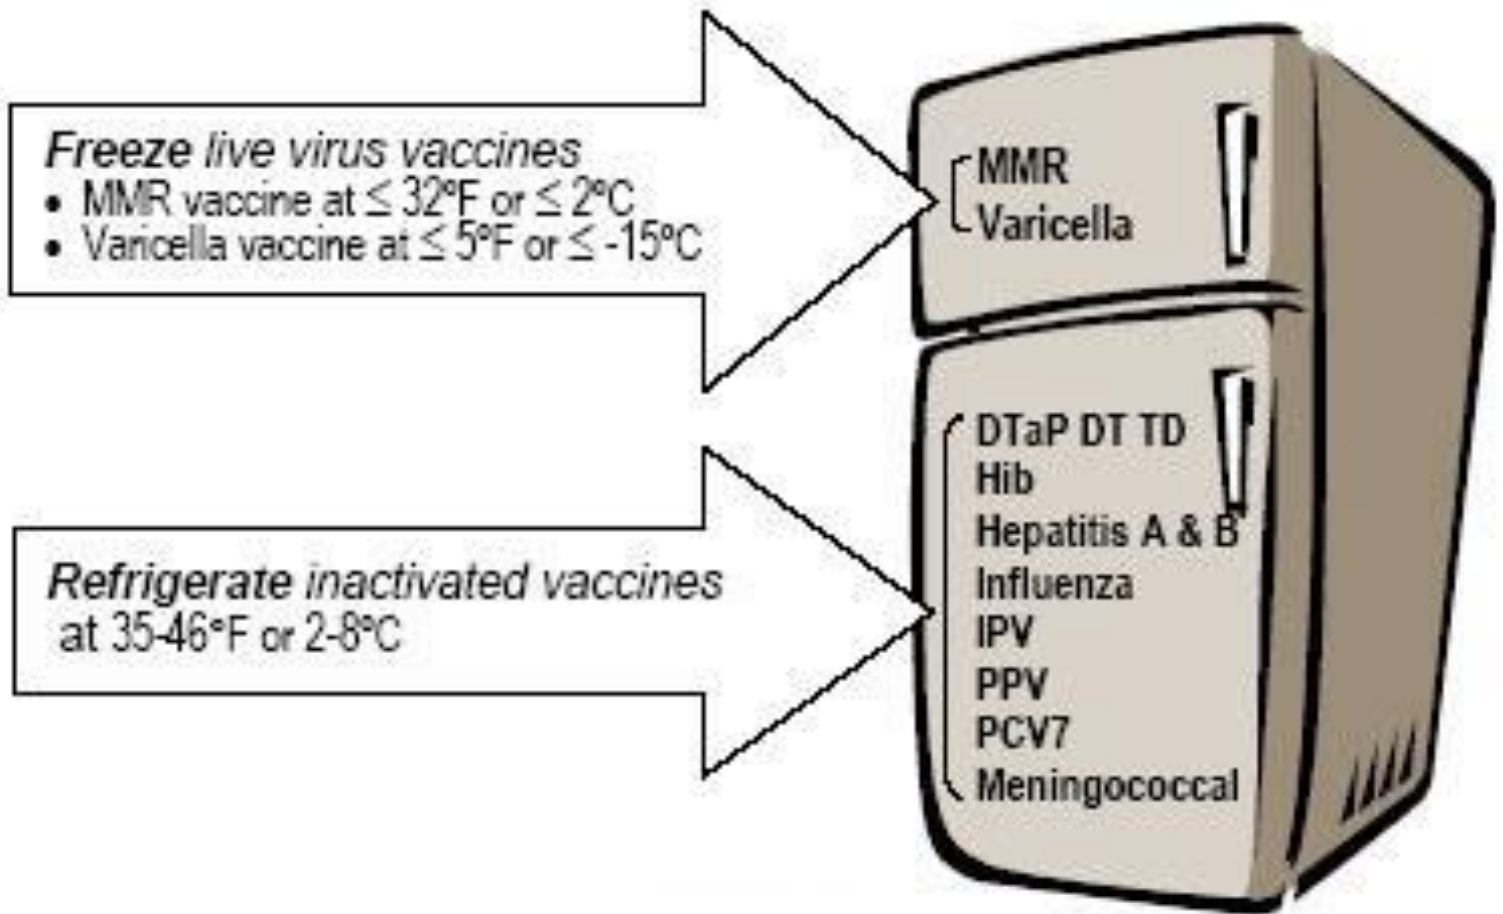 Freeze live virus vaccines
• MMR vaccine at ≤ 32ºF or ≤ 2ºC
• Varicella vaccine at ≤ 5ºF or ≤ -15ºC
MMR
Varicella
Refrigerate inactivated vaccines
at 35-46°F or 2-8ºC
DTaP DT TD
Hib
Hepatitis A & B
Influenza
IPV
PPV
PCV7
Meningococcal